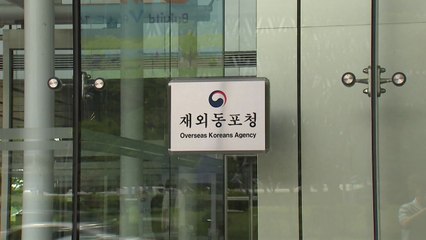 재외동포청
Overseas Koreans Agency